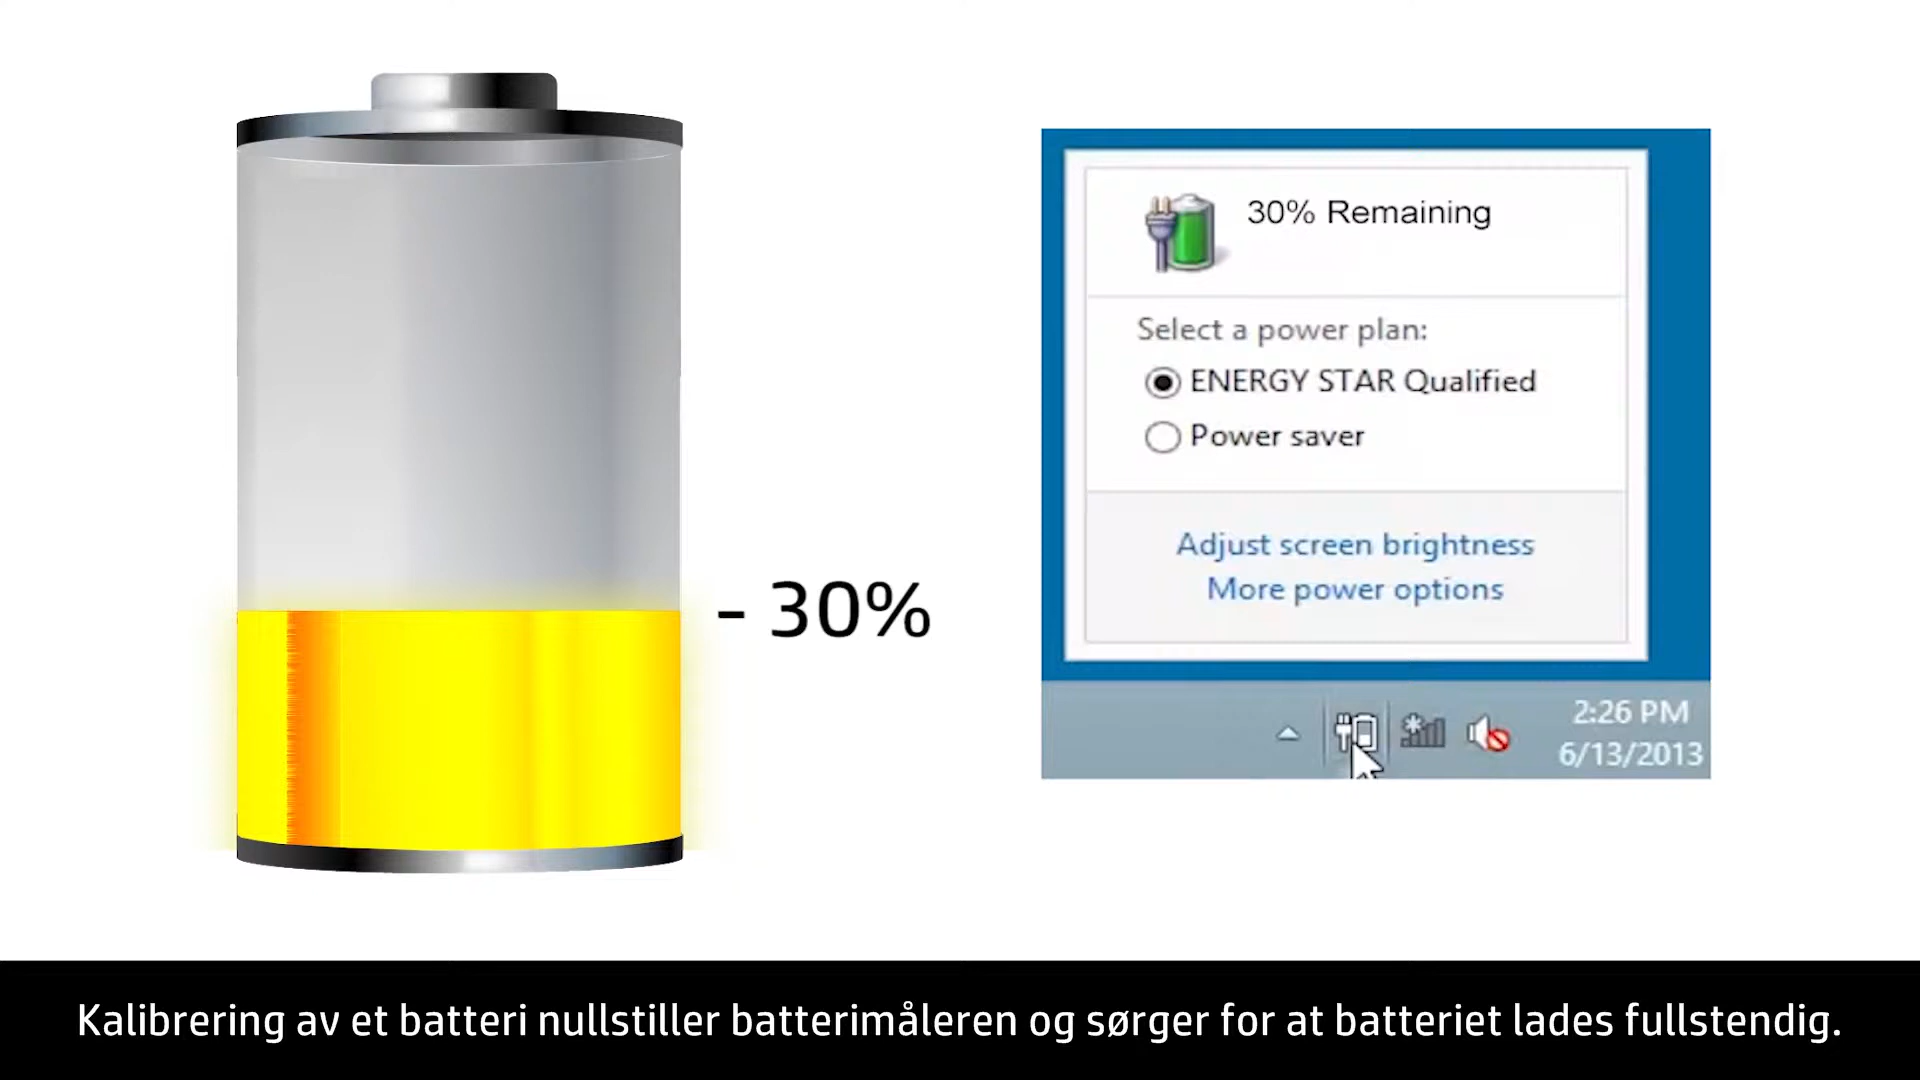 - 30%
30% Remaining
Select a power plan:
ENERGY STAR Qualified
Power saver
Adjust screen brightness
More power options
2:26 PM
6/13/2013
Kalibrering av et batteri nullstiller batterimåleren og sørger for at batteriet lades fullstendig.